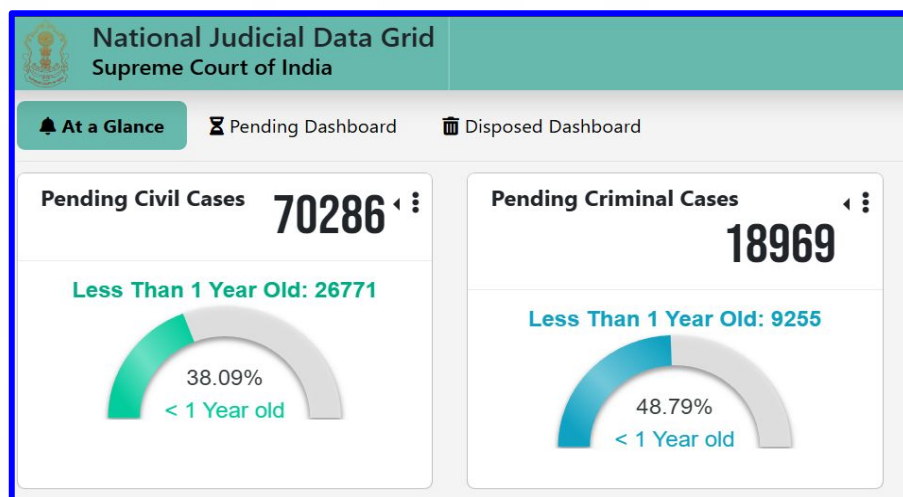 National Judicial Data Grid
Supreme Court of India
At a Glance
Pending Dashboard
Disposed Dashboard
Pending Civil Cases
70286
Less Than 1 Year Old: 26771
38.09%
< 1 Year old
Pending Criminal Cases
18969
Less Than 1 Year Old: 9255
48.79%
< 1 Year old